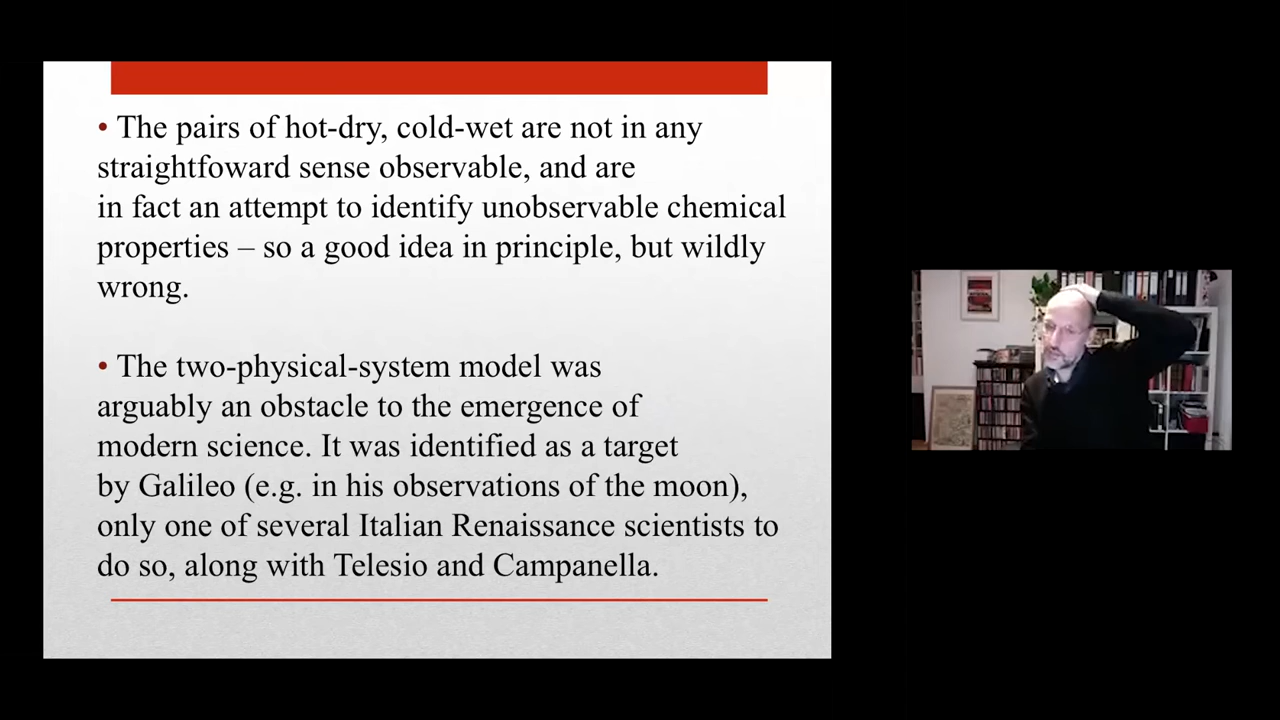 • The pairs of hot-dry, cold-wet are not in any
straightfoward sense observable, and are
in fact an attempt to identify unobservable chemical
properties – so a good idea in principle, but wildly
wrong.
• The two-physical-system model was
arguably an obstacle to the emergence of
modern science. It was identified as a target
by Galileo (e.g. in his observations of the moon),
only one of several Italian Renaissance scientists to
do so, along with Telesio and Campanella.